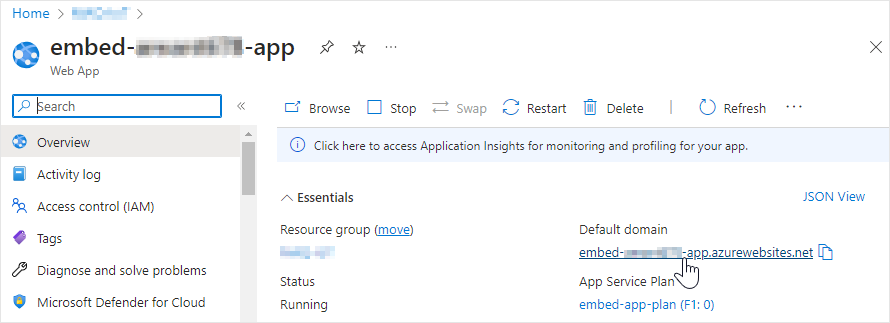 Home
embed-      -app
Web App
Search
Browse Stop Swap Restart Delete Refresh
Overview
Click here to access Application Insights for monitoring and profiling for your app.
Activity log
Essentials
JSON View
Access control (IAM)
Resource group (move)
Default domain
Tags
embed-      -app.azurewebsites.net
Diagnose and solve problems
Status
App Service Plan
Microsoft Defender for Cloud
Running
embed-app-plan (F1: 0)